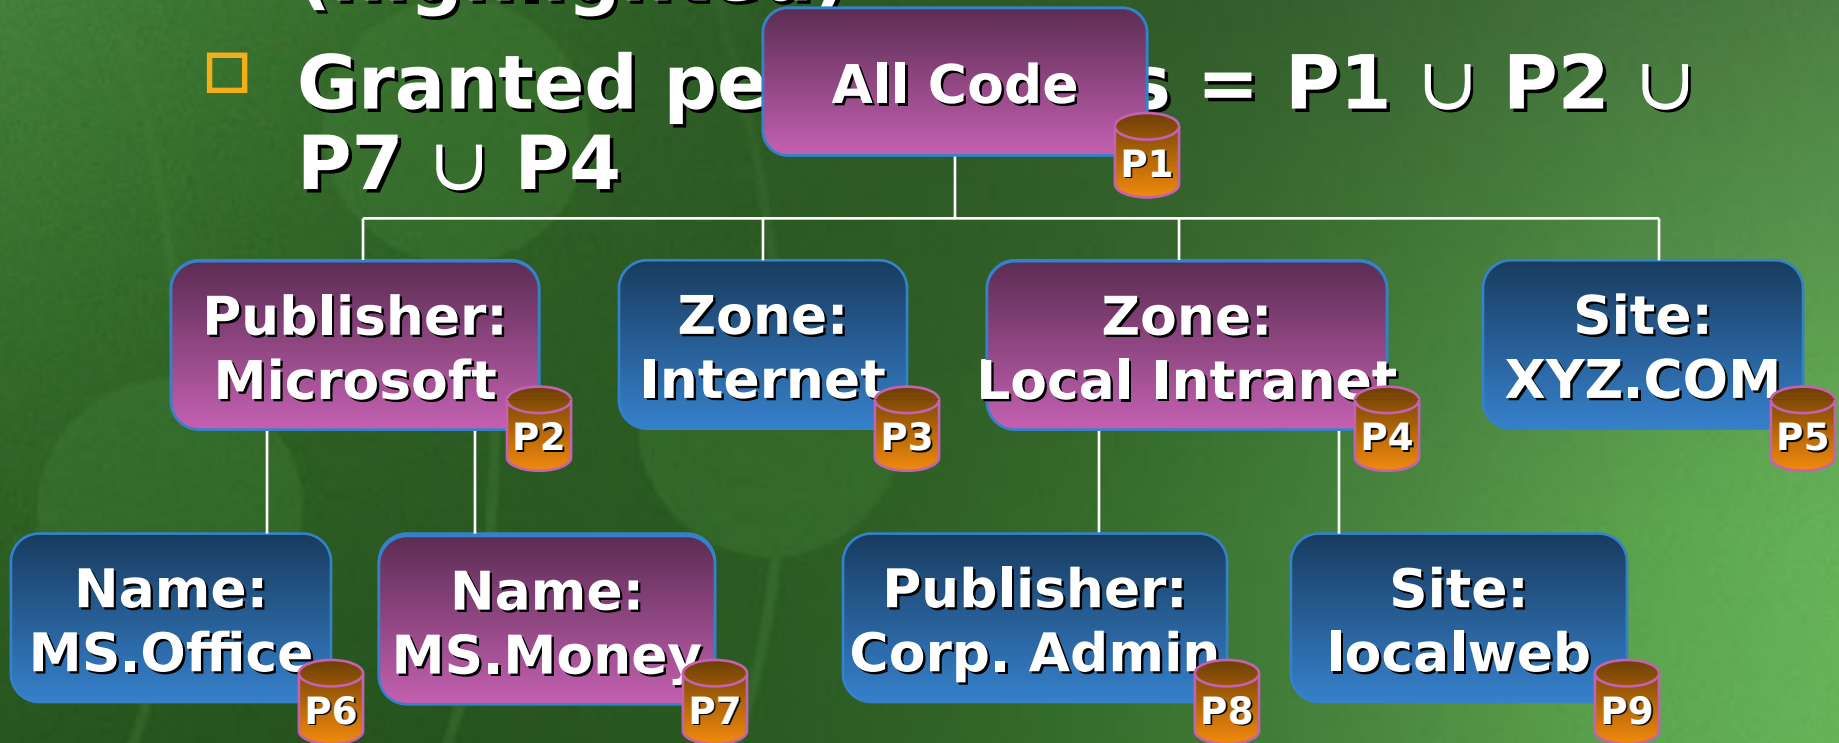 (highlighted)
Granted pe s = P1 ∪ P2 ∪
P7 ∪ P4
All Code
P1
Publisher:
Microsoft
P2
Zone:
Internet
P3
Zone:
Local Intranet
P4
Site:
XYZ.COM
P5
Name:
MS.Office
P6
Name:
MS.Money
P7
Publisher:
Corp. Admin
P8
Site:
localweb
P9